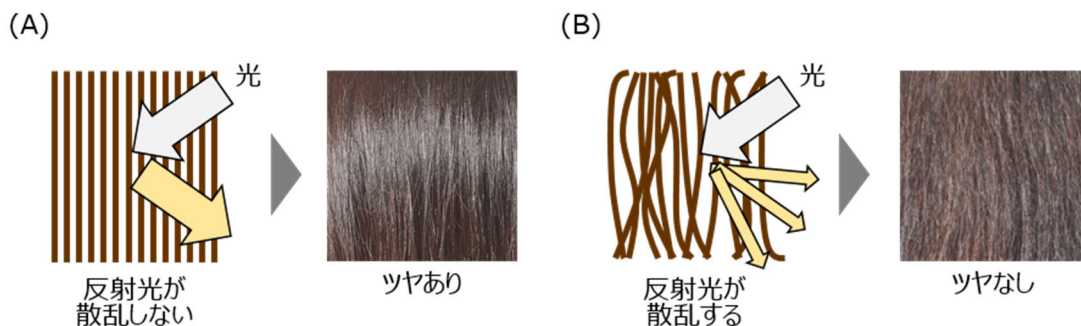 (A)
光
反射光が
散乱しない
ツヤあり
(B)
光
反射光が
散乱する
ツヤなし